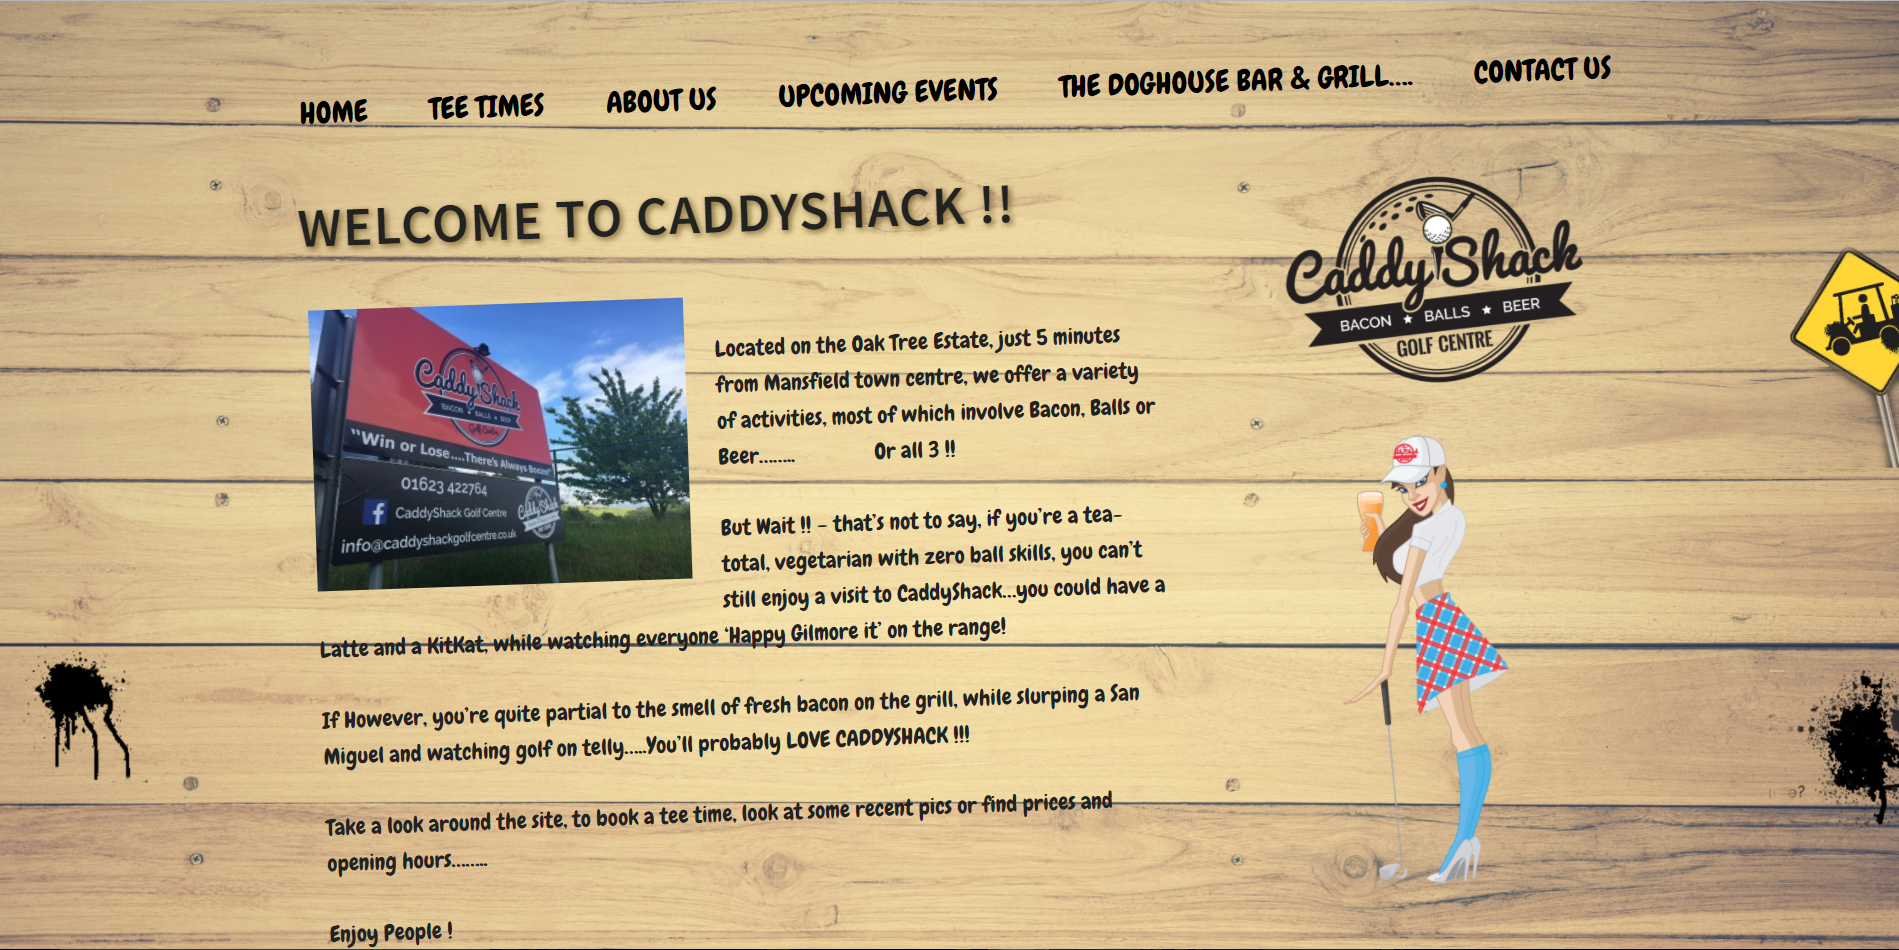 HOME TEE TIMES ABOUT US UPCOMING EVENTS THE DOGHOUSE BAR & GRILL.... CONTACT US
WELCOME TO CADDYSHACK !!
Caddy Shack
BACON ★ BALLS ★ BEER
GOLF CENTRE
Caddy Shack
BACON ★ BALLS ★ BEER
Golf Centre
"Win or Lose....There's Always Booze!"
01623 422764
CaddyShack Golf Centre
info@caddyshackgolfcentre.co.uk
Located on the Oak Tree Estate, just 5 minutes
from Mansfield town centre, we offer a variety
of activities, most of which involve Bacon, Balls or
Beer........ Or all 3 !!
But Wait !! – that's not to say, if you're a tea-
total, vegetarian with zero ball skills, you can't
still enjoy a visit to CaddyShack...you could have a
Latte and a KitKat, while watching everyone 'Happy Gilmore it' on the range!
If However, you're quite partial to the smell of fresh bacon on the grill, while slurping a San
Miguel and watching golf on telly.....You'll probably LOVE CADDYSHACK !!!
Take a look around the site, to book a tee time, look at some recent pics or find prices and
opening hours........
Enjoy People !